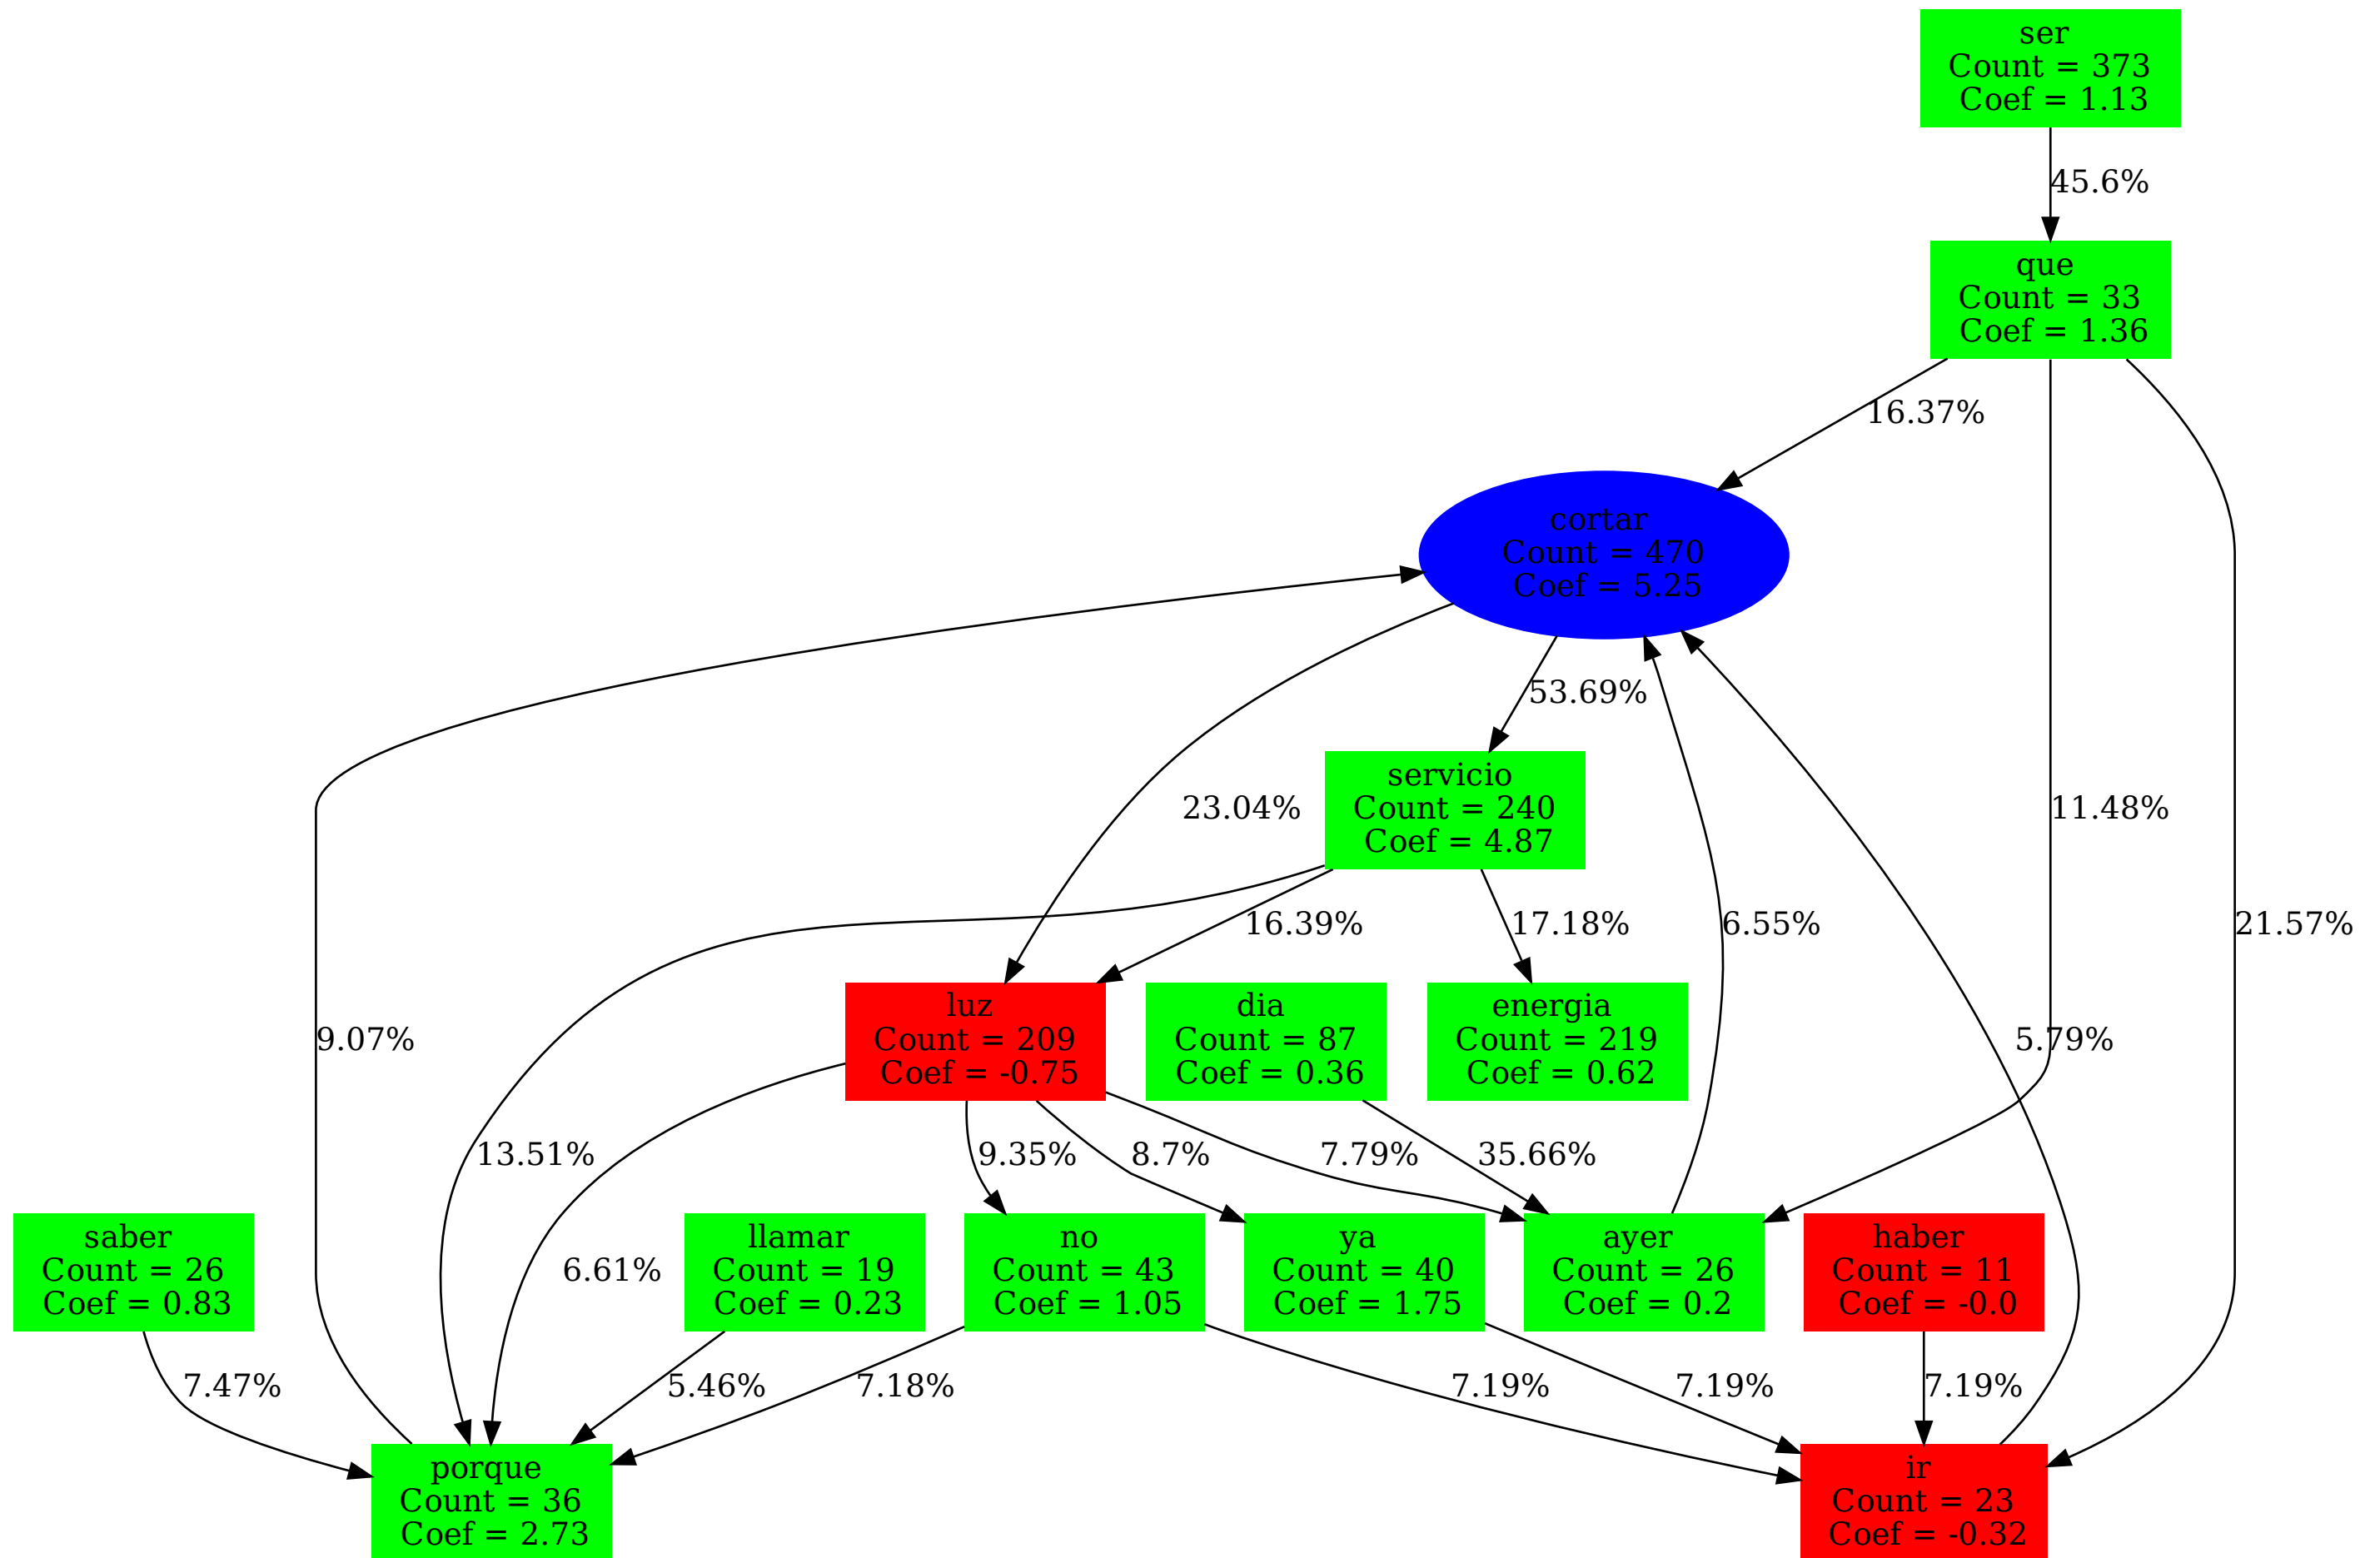 ser
Count = 373
Coef = 1.13
45.6%
que
Count = 33
Coef = 1.36
16.37%
cortar
Count = 470
Coef = 5.25
53.69%
servicio
Count = 240
Coef = 4.87
23.04%
11.48%
16.39%
17.18%
6.55%
21.57%
luz
Count = 209
Coef = -0.75
dia
Count = 87
Coef = 0.36
energia
Count = 219
Coef = 0.62
9.07%
5.79%
13.51%
9.35%
8.7%
7.79%
35.66%
saber
Count = 26
Coef = 0.83
6.61%
llamar
Count = 19
Coef = 0.23
no
Count = 43
Coef = 1.05
ya
Count = 40
Coef = 1.75
ayer
Count = 26
Coef = 0.2
haber
Count = 11
Coef = -0.0
7.47%
5.46%
7.18%
7.19%
7.19%
7.19%
porque
Count = 36
Coef = 2.73
ir
Count = 23
Coef = -0.32